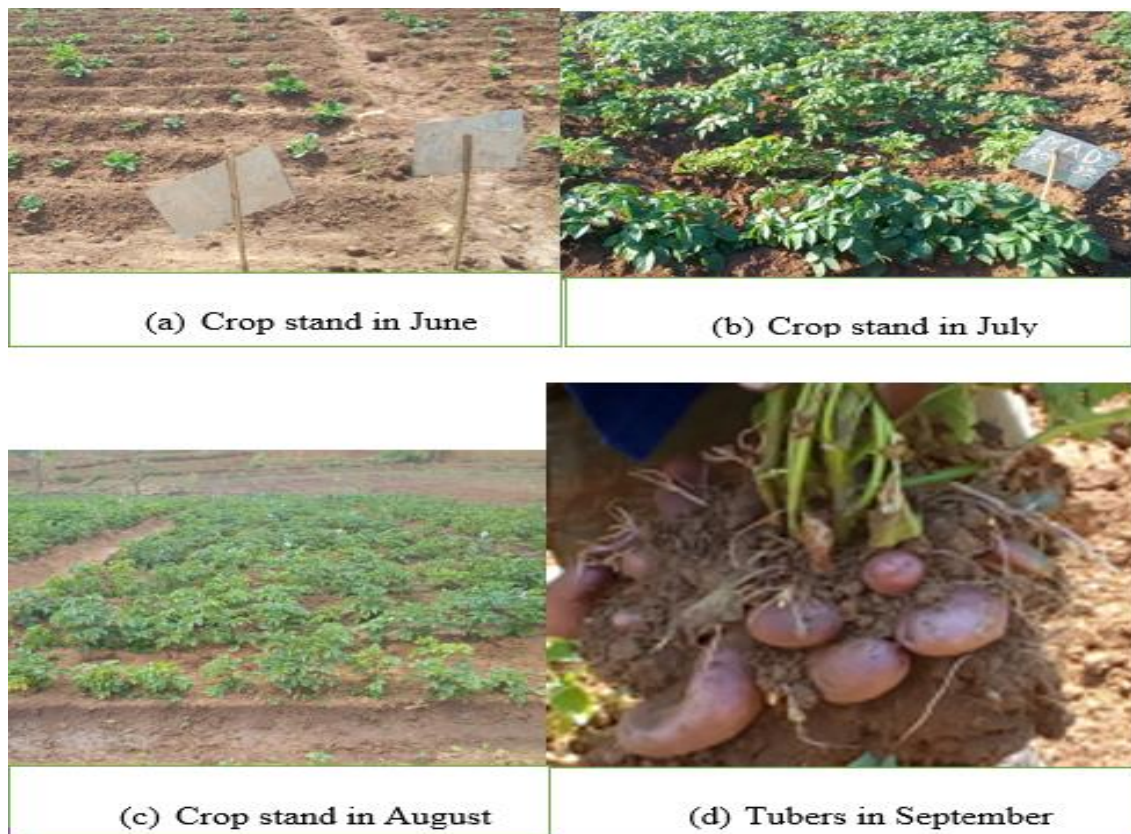 (a) Crop stand in June
(b) Crop stand in July
(c) Crop stand in August
(d) Tubers in September